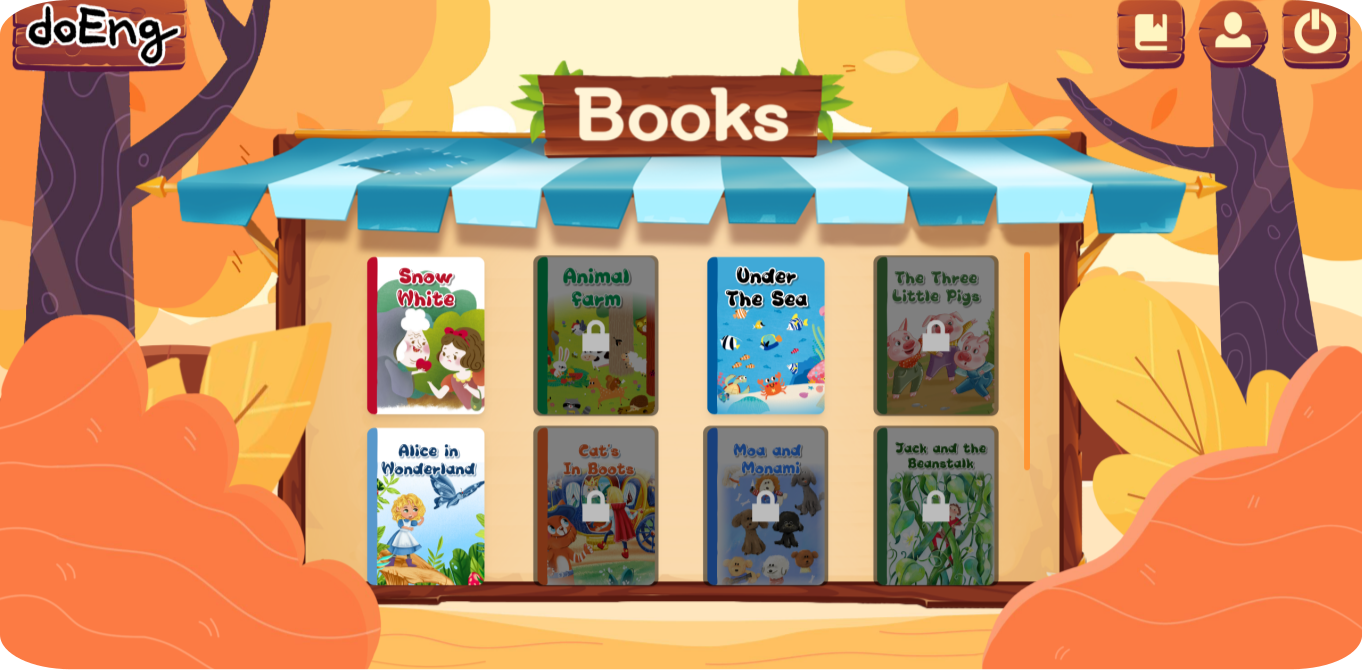 doEng
Books
Snow
White
Animal
Farm
Under
The Sea
The Three
Little Pigs
Alice in
Wonderland
Cat's
In Boots
Moa and
Monami
Jack and the
Beanstalk